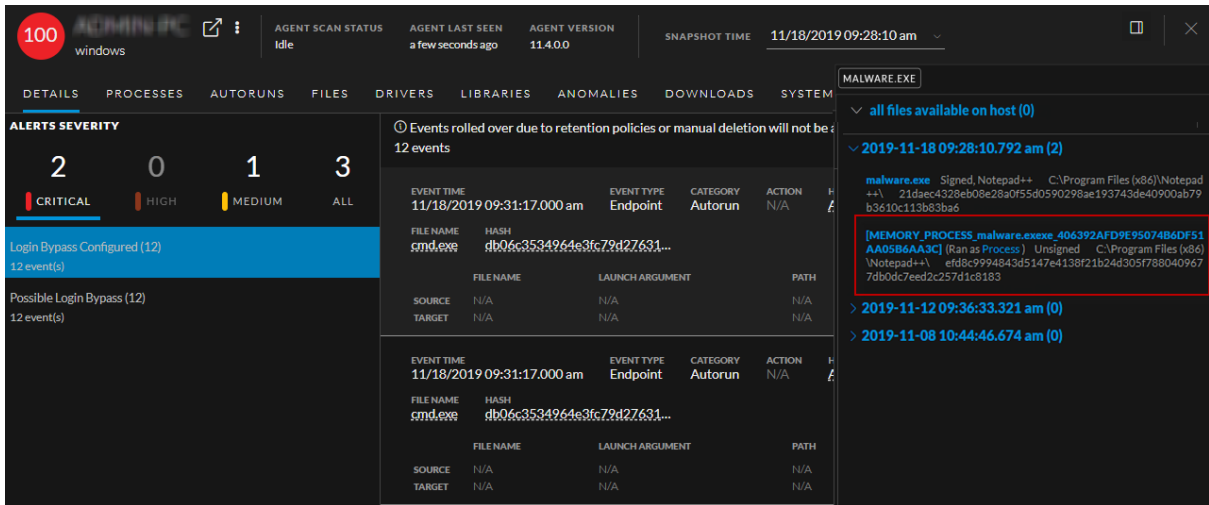 100
windows
AGENT SCAN STATUS
Idle
AGENT LAST SEEN
a few seconds ago
AGENT VERSION
11.4.0.0
SNAPSHOT TIME
11/18/2019 09:28:10 am
DETAILS PROCESSES AUTORUNS FILES DRIVERS LIBRARIES ANOMALIES DOWNLOADS SYSTEM
ALERTS SEVERITY
2 0 1 3
CRITICAL HIGH MEDIUM ALL
Login Bypass Configured (12)
12 event(s)
Possible Login Bypass (12)
12 event(s)
Events rolled over due to retention policies or manual deletion will not be
12 events
EVENT TIME EVENT TYPE CATEGORY ACTION
11/18/2019 09:31:17.000 am Endpoint Autorun N/A
FILE NAME HASH
cmd.exe db06c3534964e3fc79d27631...
FILE NAME LAUNCH ARGUMENT PATH
SOURCE N/A N/A N/A
TARGET N/A N/A N/A
EVENT TIME EVENT TYPE CATEGORY ACTION
11/18/2019 09:31:17.000 am Endpoint Autorun N/A
FILE NAME HASH
cmd.exe db06c3534964e3fc79d27631...
FILE NAME LAUNCH ARGUMENT PATH
SOURCE N/A N/A N/A
TARGET N/A N/A N/A
MALWARE.EXE
all files available on host (0)
2019-11-18 09:28:10.792 am (2)
malware.exe Signed, Notepad++ C:\Program Files (x86)\Notepad
++\ 21daec4328eb08e28a0f55d0590298ae193743de40900ab79
b3610c113b83ba6
[MEMORY_PROCESS_malware.exexe_406392AFD9E95074B6DF51
AA05B6AA3C] (Ran as Process ) Unsigned C:\Program Files (x86)
\Notepad++\ efd8c9994843d5147e4138f21b24d305f788040967
7db0dc7eed2c257d1c8183
2019-11-12 09:36:33.321 am (0)
2019-11-08 10:44:46.674 am (0)